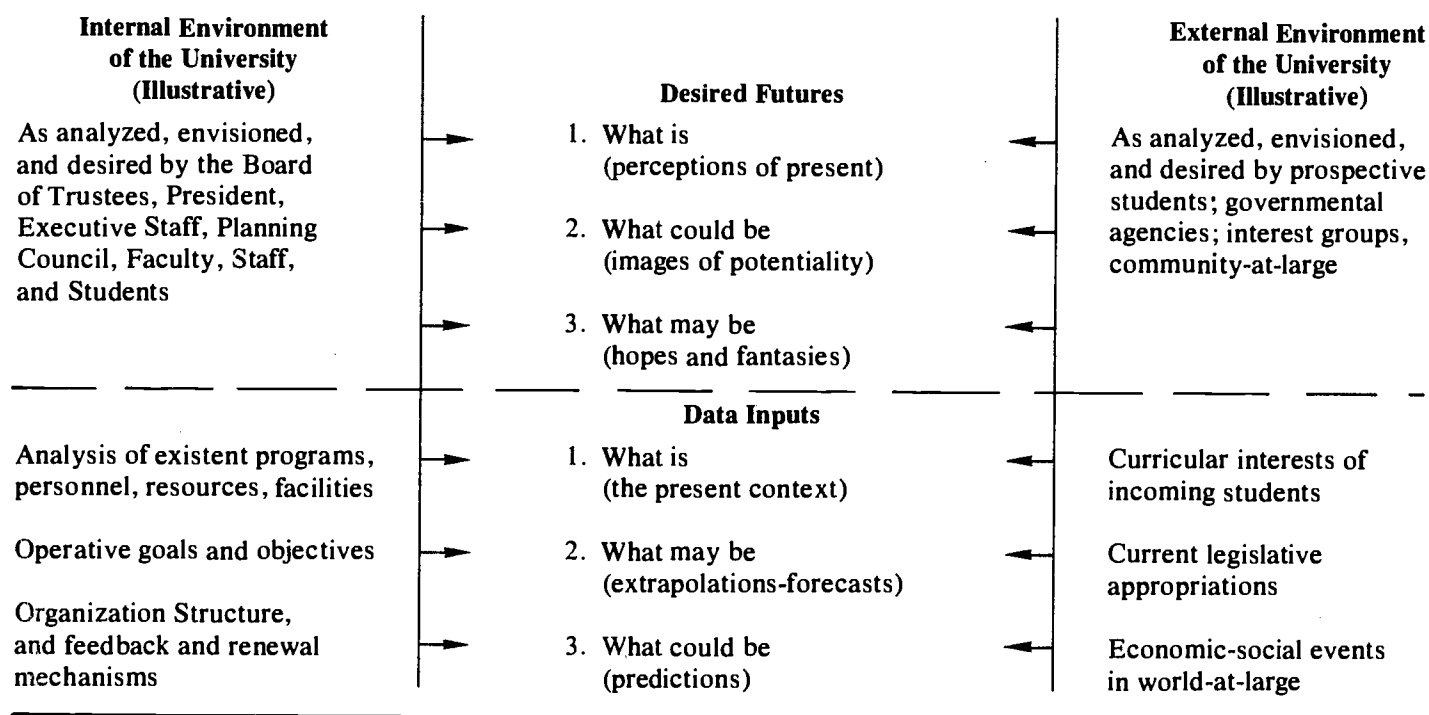 Internal Environment
of the University
(Illustrative)
As analyzed, envisioned,
and desired by the Board
of Trustees, President,
Executive Staff, Planning
Council, Faculty, Staff,
and Students
Desired Futures
1. What is
(perceptions of present)
2. What could be
(images of potentiality)
3. What may be
(hopes and fantasies)
External Environment
of the University
(Illustrative)
As analyzed, envisioned,
and desired by prospective
students; governmental
agencies; interest groups,
community-at-large
Analysis of existent programs,
personnel, resources, facilities
Operative goals and objectives
Organization Structure,
and feedback and renewal
mechanisms
Data Inputs
1. What is
(the present context)
2. What may be
(extrapolations-forecasts)
3. What could be
(predictions)
Curricular interests of
incoming students
Current legislative
appropriations
Economic-social events
in world-at-large